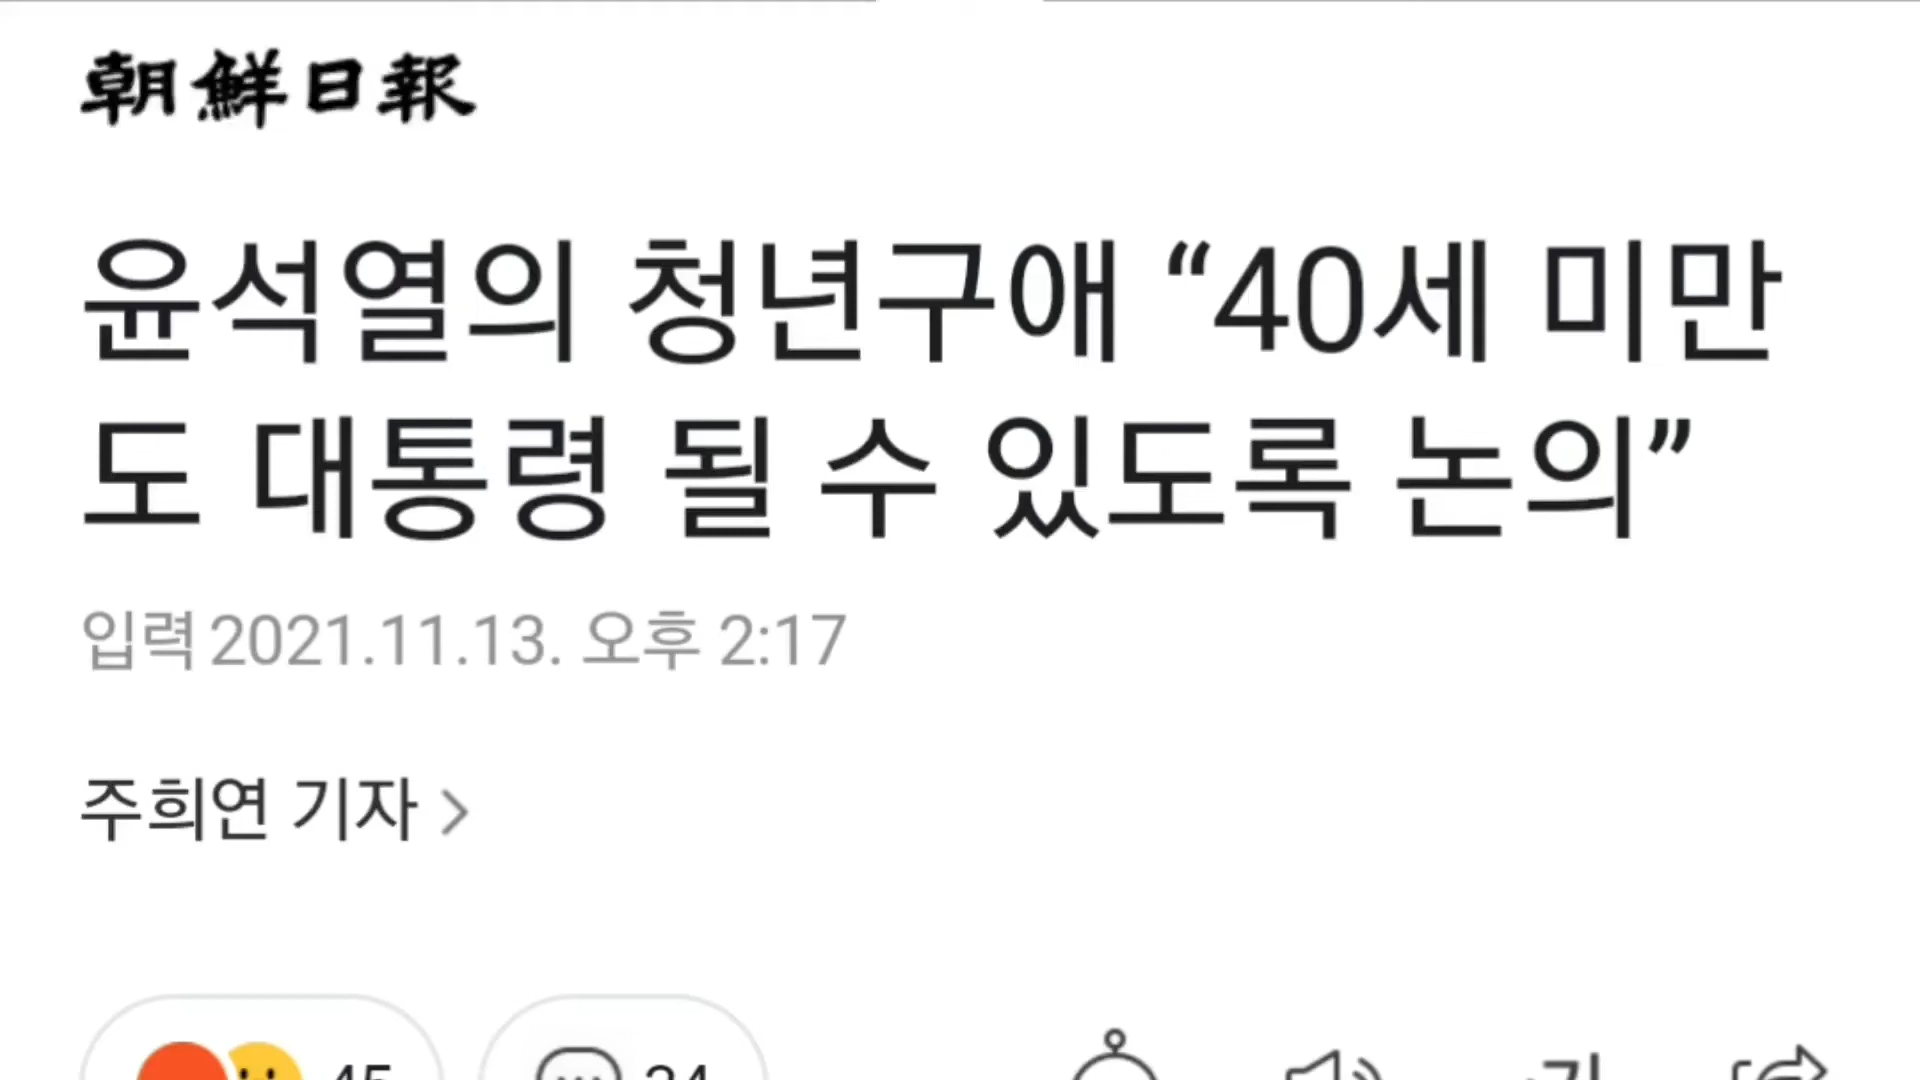 朝鮮日報
윤석열의 청년구애 “40세 미만
도 대통령 될 수 있도록 논의”
입력 2021.11.13. 오후 2:17
주희연 기자